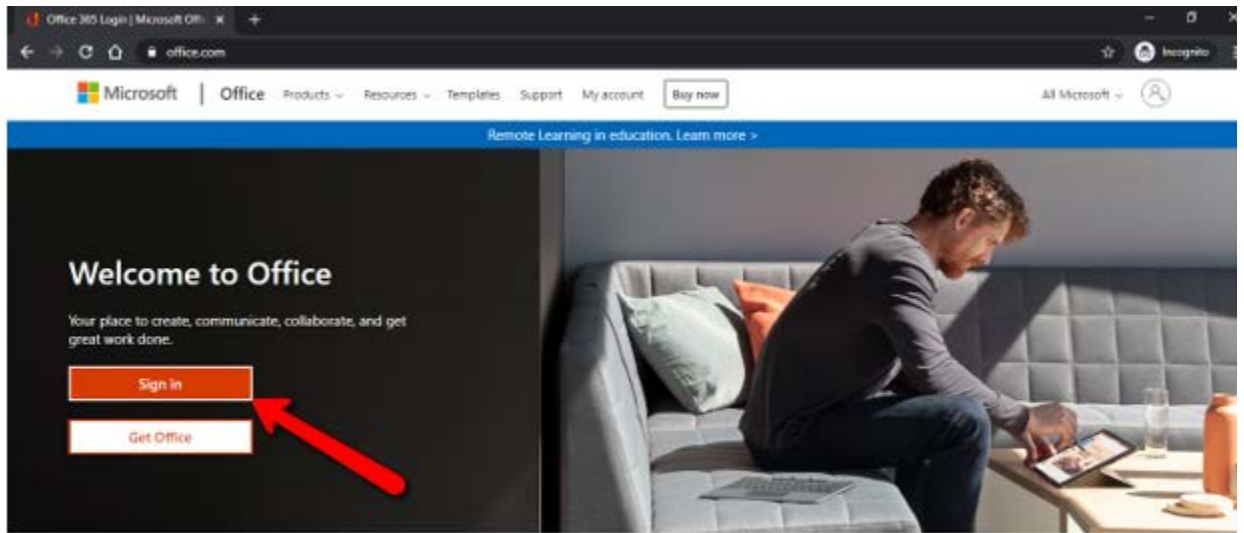 Office 365 Login | Microsoft Offi
office.com
Incognito
Microsoft | Office Products Resources Templates Support My account Buy now All Microsoft
Remote Learning in education. Learn more >
Welcome to Office
Your place to create, communicate, collaborate, and get
great work done.
Sign in
Get Office